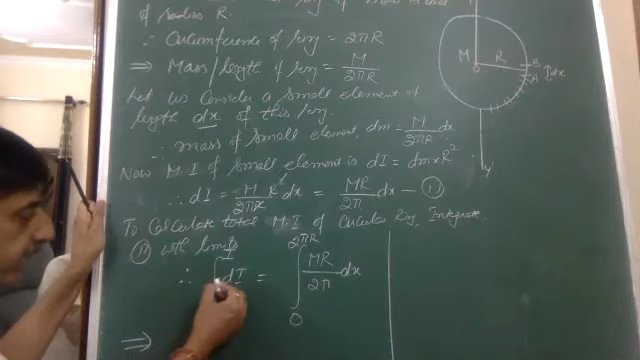 of radius R.
∴ Circumference of ring = 2πR
⇒ Mass/length of ring = M/2πR
Let us Consider a small element of
length dx of this ring.
∴ mass of small element, dm = M/2πR dx
Now M.I of small element is dI = dm × R²
∴ dI = M/2πR R² dx = MR/2π dx - (1)
To Calculate total M.I of Circular Ring, Integrate
(1) with limits
∴ ∫ I dI = ∫ 0 2πR MR/2π dx
⇒
M
R
B
A
dx
Y'